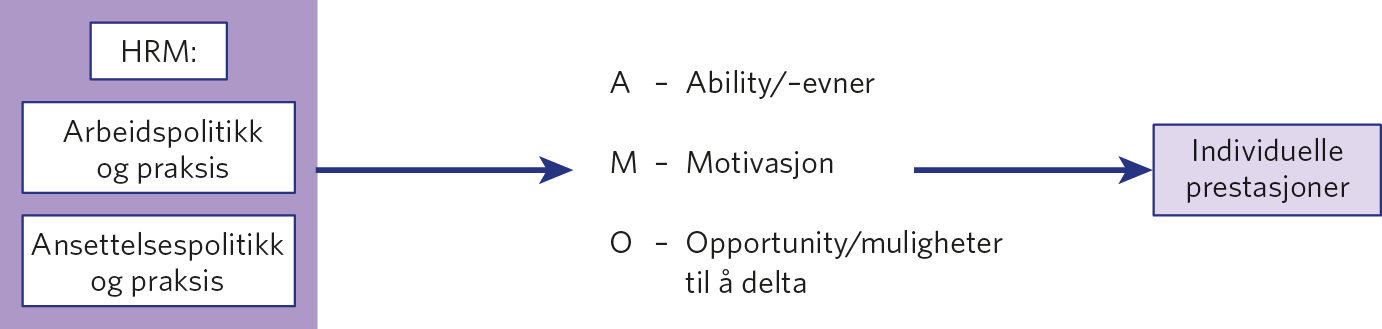 HRM:
Arbeidspolitikk
og praksis
Ansettelsespolitikk
og praksis
A – Ability/–evner
M – Motivasjon
O – Opportunity/muligheter
til å delta
Individuelle
prestasjoner